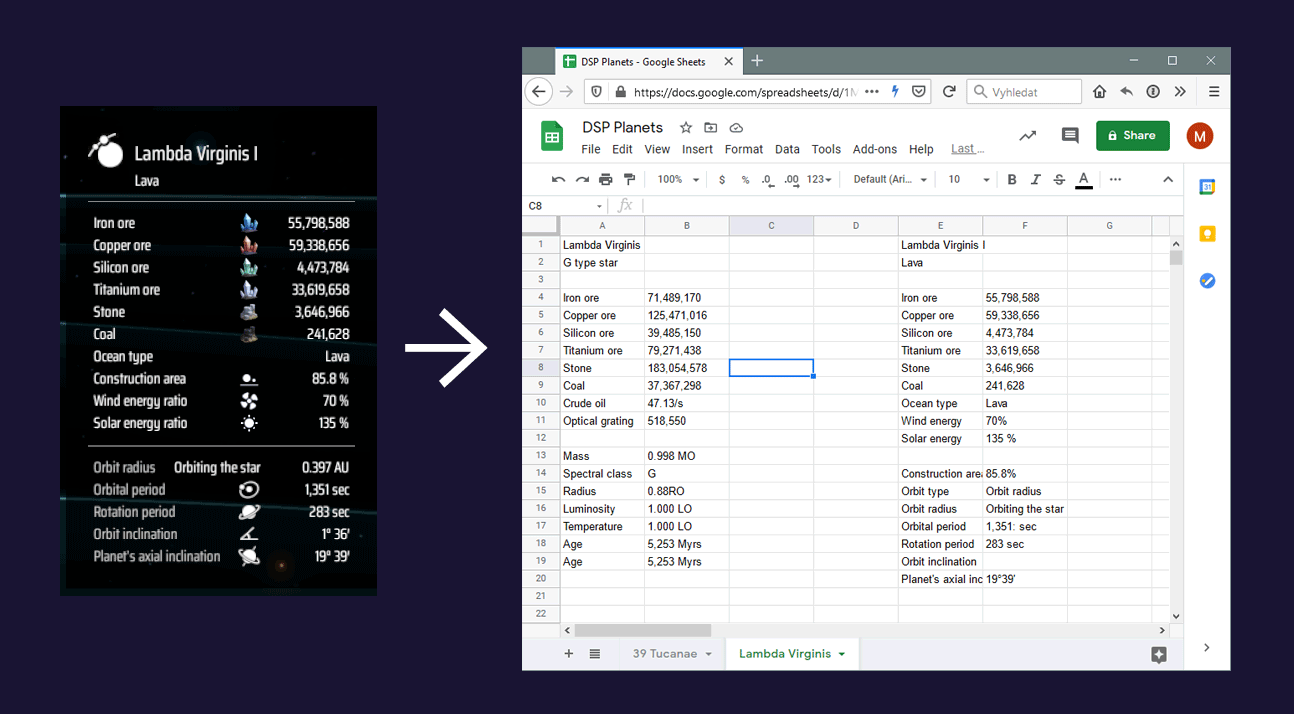 Lambda Virginis I
Lava
Iron ore 55,798,588
Copper ore 59,338,656
Silicon ore 4,473,784
Titanium ore 33,619,658
Stone 3,646,966
Coal 241,628
Ocean type Lava
Construction area 85.8 %
Wind energy ratio 70 %
Solar energy ratio 135 %
Orbit radius Orbiting the star 0.397 AU
Orbital period 1,351 sec
Rotation period 283 sec
Orbit inclination 1° 36'
Planet's axial inclination 19° 39'
DSP Planets - Google Sheets
https://docs.google.com/spreadsheets/d/1M
Vyhledat
DSP Planets
File Edit View Insert Format Data Tools Add-ons Help Last ...
Share
M
100% $ % .0 .00 123 Default (Ari... 10 B I S A
31
C8 fx
A B C D E F G
1 Lambda Virginis Lambda Virginis I
2 G type star Lava
3
4 Iron ore 71,489,170 Iron ore 55,798,588
5 Copper ore 125,471,016 Copper ore 59,338,656
6 Silicon ore 39,485,150 Silicon ore 4,473,784
7 Titanium ore 79,271,438 Titanium ore 33,619,658
8 Stone 183,054,578 Stone 3,646,966
9 Coal 37,367,298 Coal 241,628
10 Crude oil 47.13/s Ocean type Lava
11 Optical grating 518,550 Wind energy 70%
12 Solar energy 135 %
13 Mass 0.998 MO
14 Spectral class G Construction area 85.8%
15 Radius 0.88RO Orbit type Orbit radius
16 Luminosity 1.000 LO Orbit radius Orbiting the star
17 Temperature 1.000 LO Orbital period 1,351: sec
18 Age 5,253 Myrs Rotation period 283 sec
19 Age 5,253 Myrs Orbit inclination
20 Planet's axial inc 19°39'
21
22
39 Tucanae Lambda Virginis